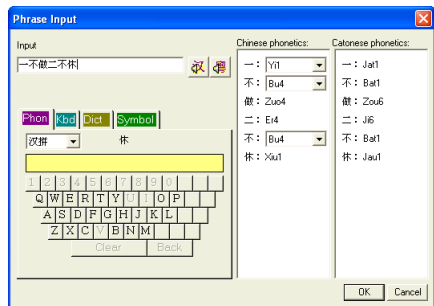 Phrase Input
Input
一不做二不休
汉
Phon Kbd Dict Symbol
汉拼 休
1 2 3 4 5 6 7 8 9 0
Q W E R T Y U I O P
A S D F G H J K L
Z X C V B N M
Clear Back
Chinese phonetics:
一: Yi1
不: Bu4
做: Zuo4
二: Er4
不: Bu4
休: Xiu1
Catonese phonetics:
一: Jat1
不: Bat1
做: Zou6
二: Ji6
不: Bat1
休: Jau1
OK Cancel